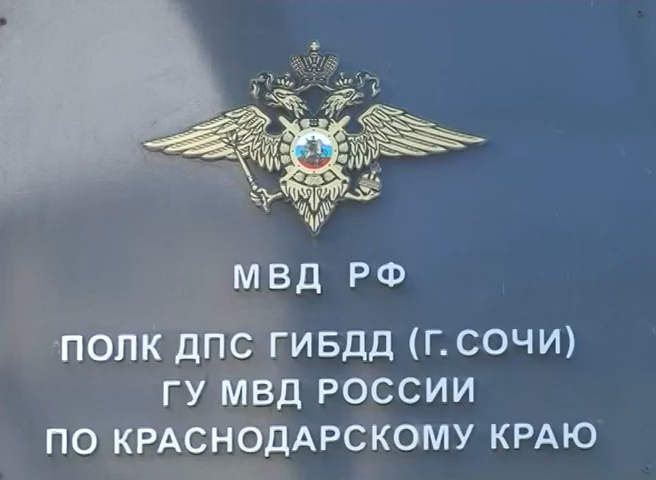 МВД РФ
ПОЛК ДПС ГИБДД (Г. СОЧИ)
ГУ МВД РОССИИ
ПО КРАСНОДАРСКОМУ КРАЮ